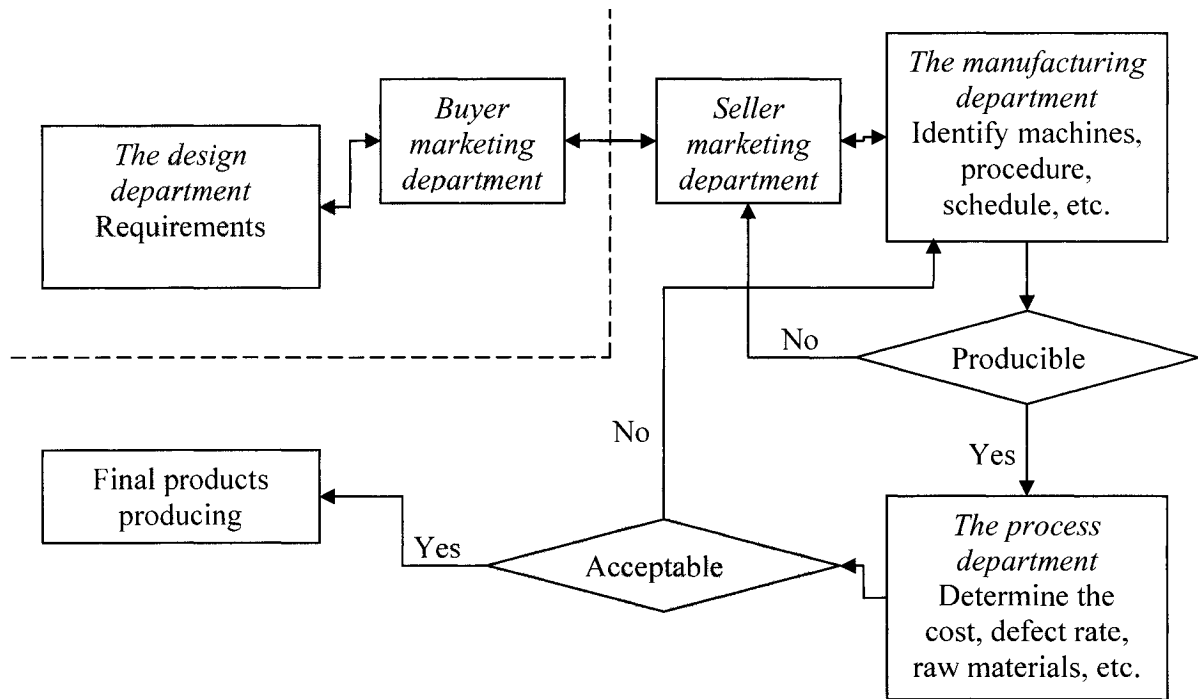 The design
department
Requirements
Buyer
marketing
department
Seller
marketing
department
The manufacturing
department
Identify machines,
procedure,
schedule, etc.
No
Producible
Yes
The process
department
Determine the
cost, defect rate,
raw materials, etc.
No
Acceptable
Yes
Final products
producing